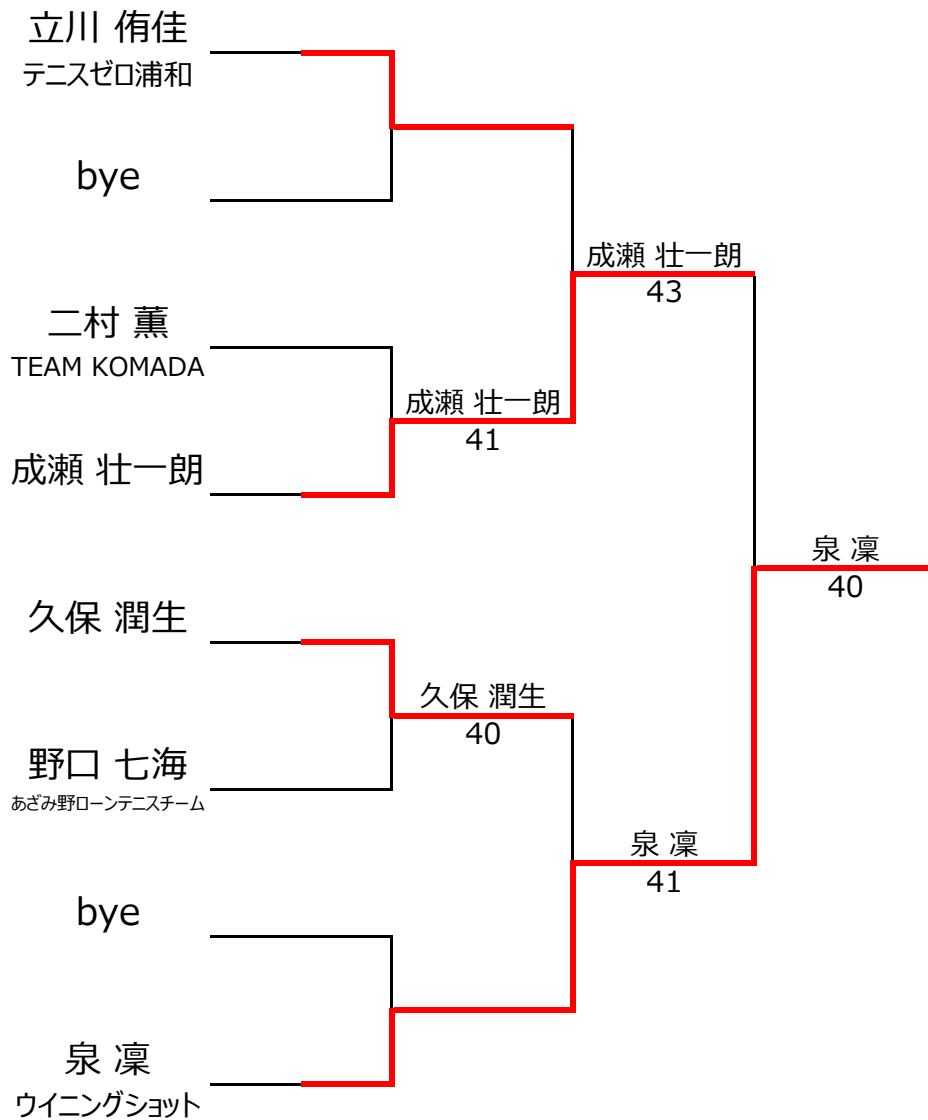 立川 侑佳
テニスゼロ浦和
bye
成瀬 壮一朗
43
二村 薫
TEAM KOMADA
成瀬 壮一朗
41
成瀬 壮一朗
泉 凜
40
久保 潤生
久保 潤生
40
野口 七海
あざみ野ローンテニスチーム
泉 凜
41
bye
泉 凜
ウイニングショット